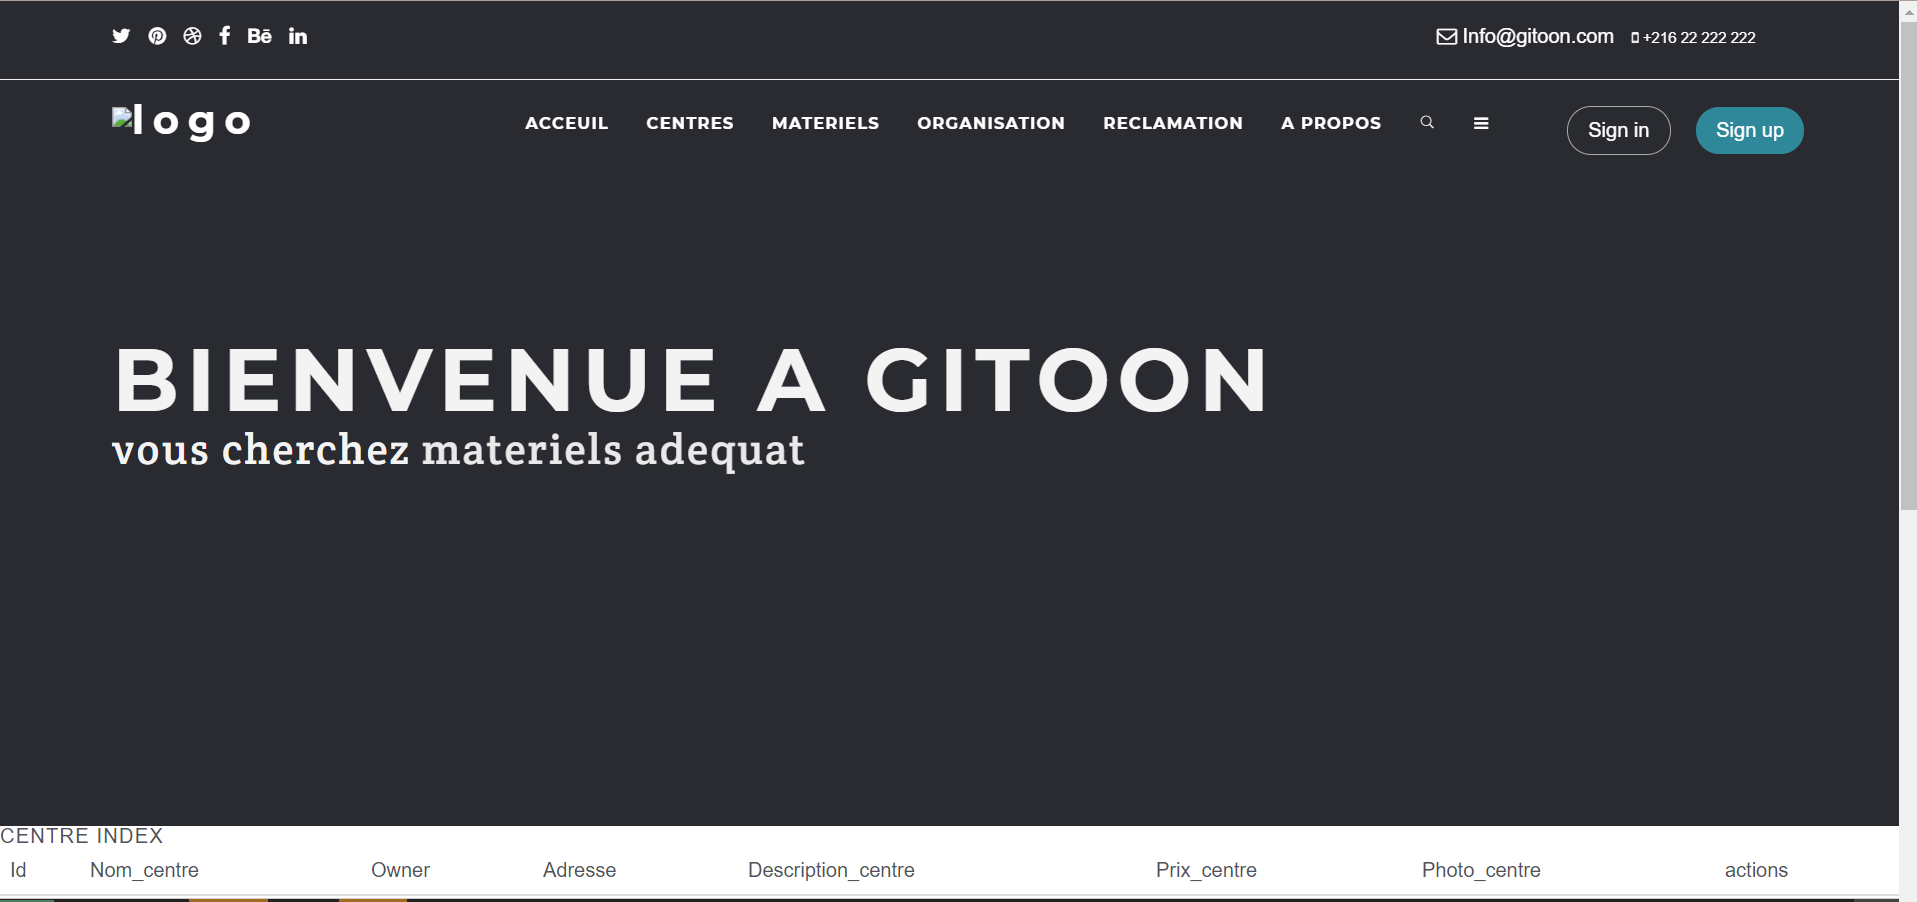 Bē Info@gitoon.com +216 22 222 222
logo ACCEUIL CENTRES MATERIELS ORGANISATION RECLAMATION A PROPOS Sign in Sign up
BIENVENUE A GITOON
vous cherchez materiels adequat
CENTRE INDEX
Id Nom_centre Owner Adresse Description_centre Prix_centre Photo_centre actions